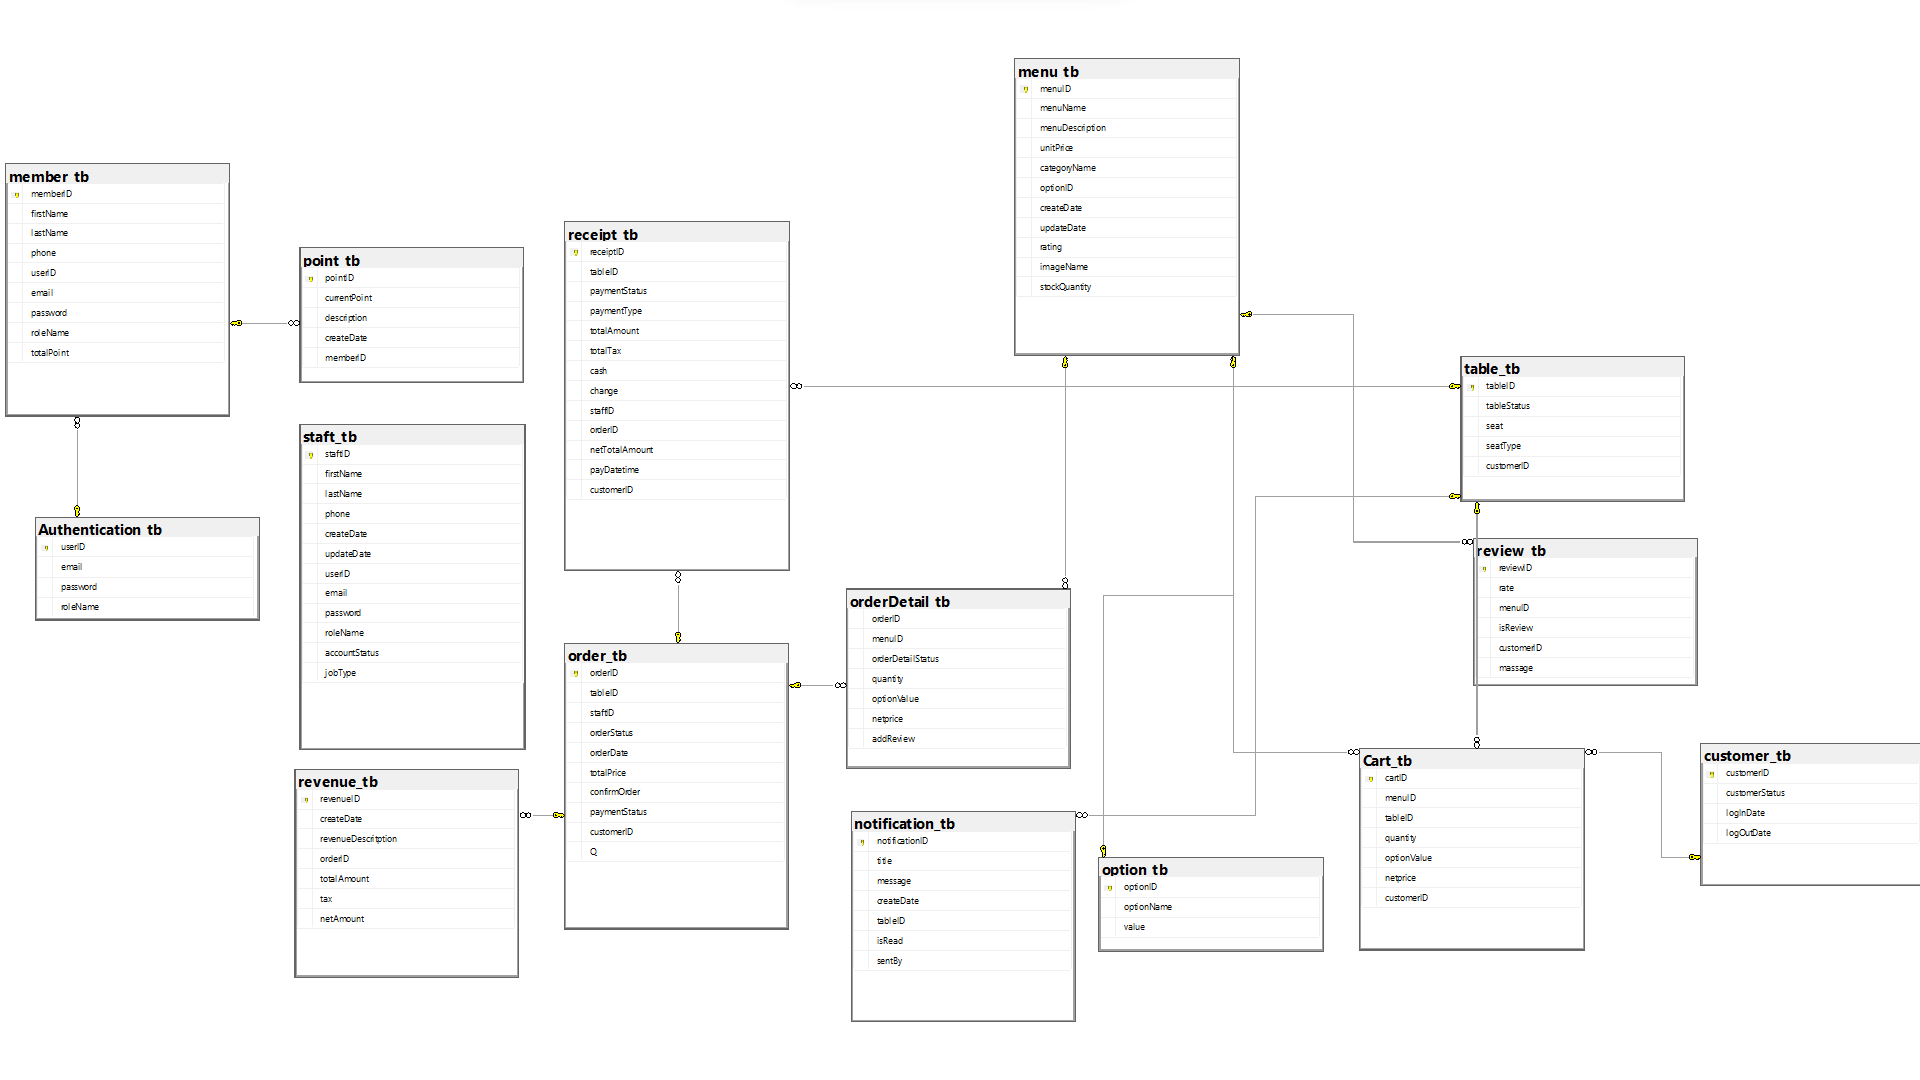 menu_tb
menuID
menuName
menuDescription
unitPrice
categoryName
optionID
createDate
updateDate
rating
imageName
stockQuantity
member_tb
memberID
firstName
lastName
phone
userID
email
password
roleName
totalPoint
point_tb
pointID
currentPoint
description
createDate
memberID
receipt_tb
receiptID
tableID
paymentStatus
paymentType
totalAmount
totalTax
cash
change
staffID
orderID
netTotalAmount
payDatetime
customerID
table_tb
tableID
tableStatus
seat
seatType
customerID
staft_tb
staftID
firstName
lastName
phone
createDate
updateDate
userID
email
password
roleName
accountStatus
jobType
Authentication_tb
userID
email
password
roleName
review_tb
reviewID
rate
menuID
isReview
customerID
massage
orderDetail_tb
orderID
menuID
orderDetailStatus
quantity
optionValue
netprice
addReview
order_tb
orderID
tableID
staftID
orderStatus
orderDate
totalPrice
confirmOrder
paymentStatus
customerID
Q
revenue_tb
revenueID
createDate
revenueDescritption
orderID
totalAmount
tax
netAmount
notification_tb
notificationID
title
message
createDate
tableID
isRead
sentBy
option_tb
optionID
optionName
value
Cart_tb
cartID
menuID
tableID
quantity
optionValue
netprice
customerID
customer_tb
customerID
customerStatus
logInDate
logOutDate